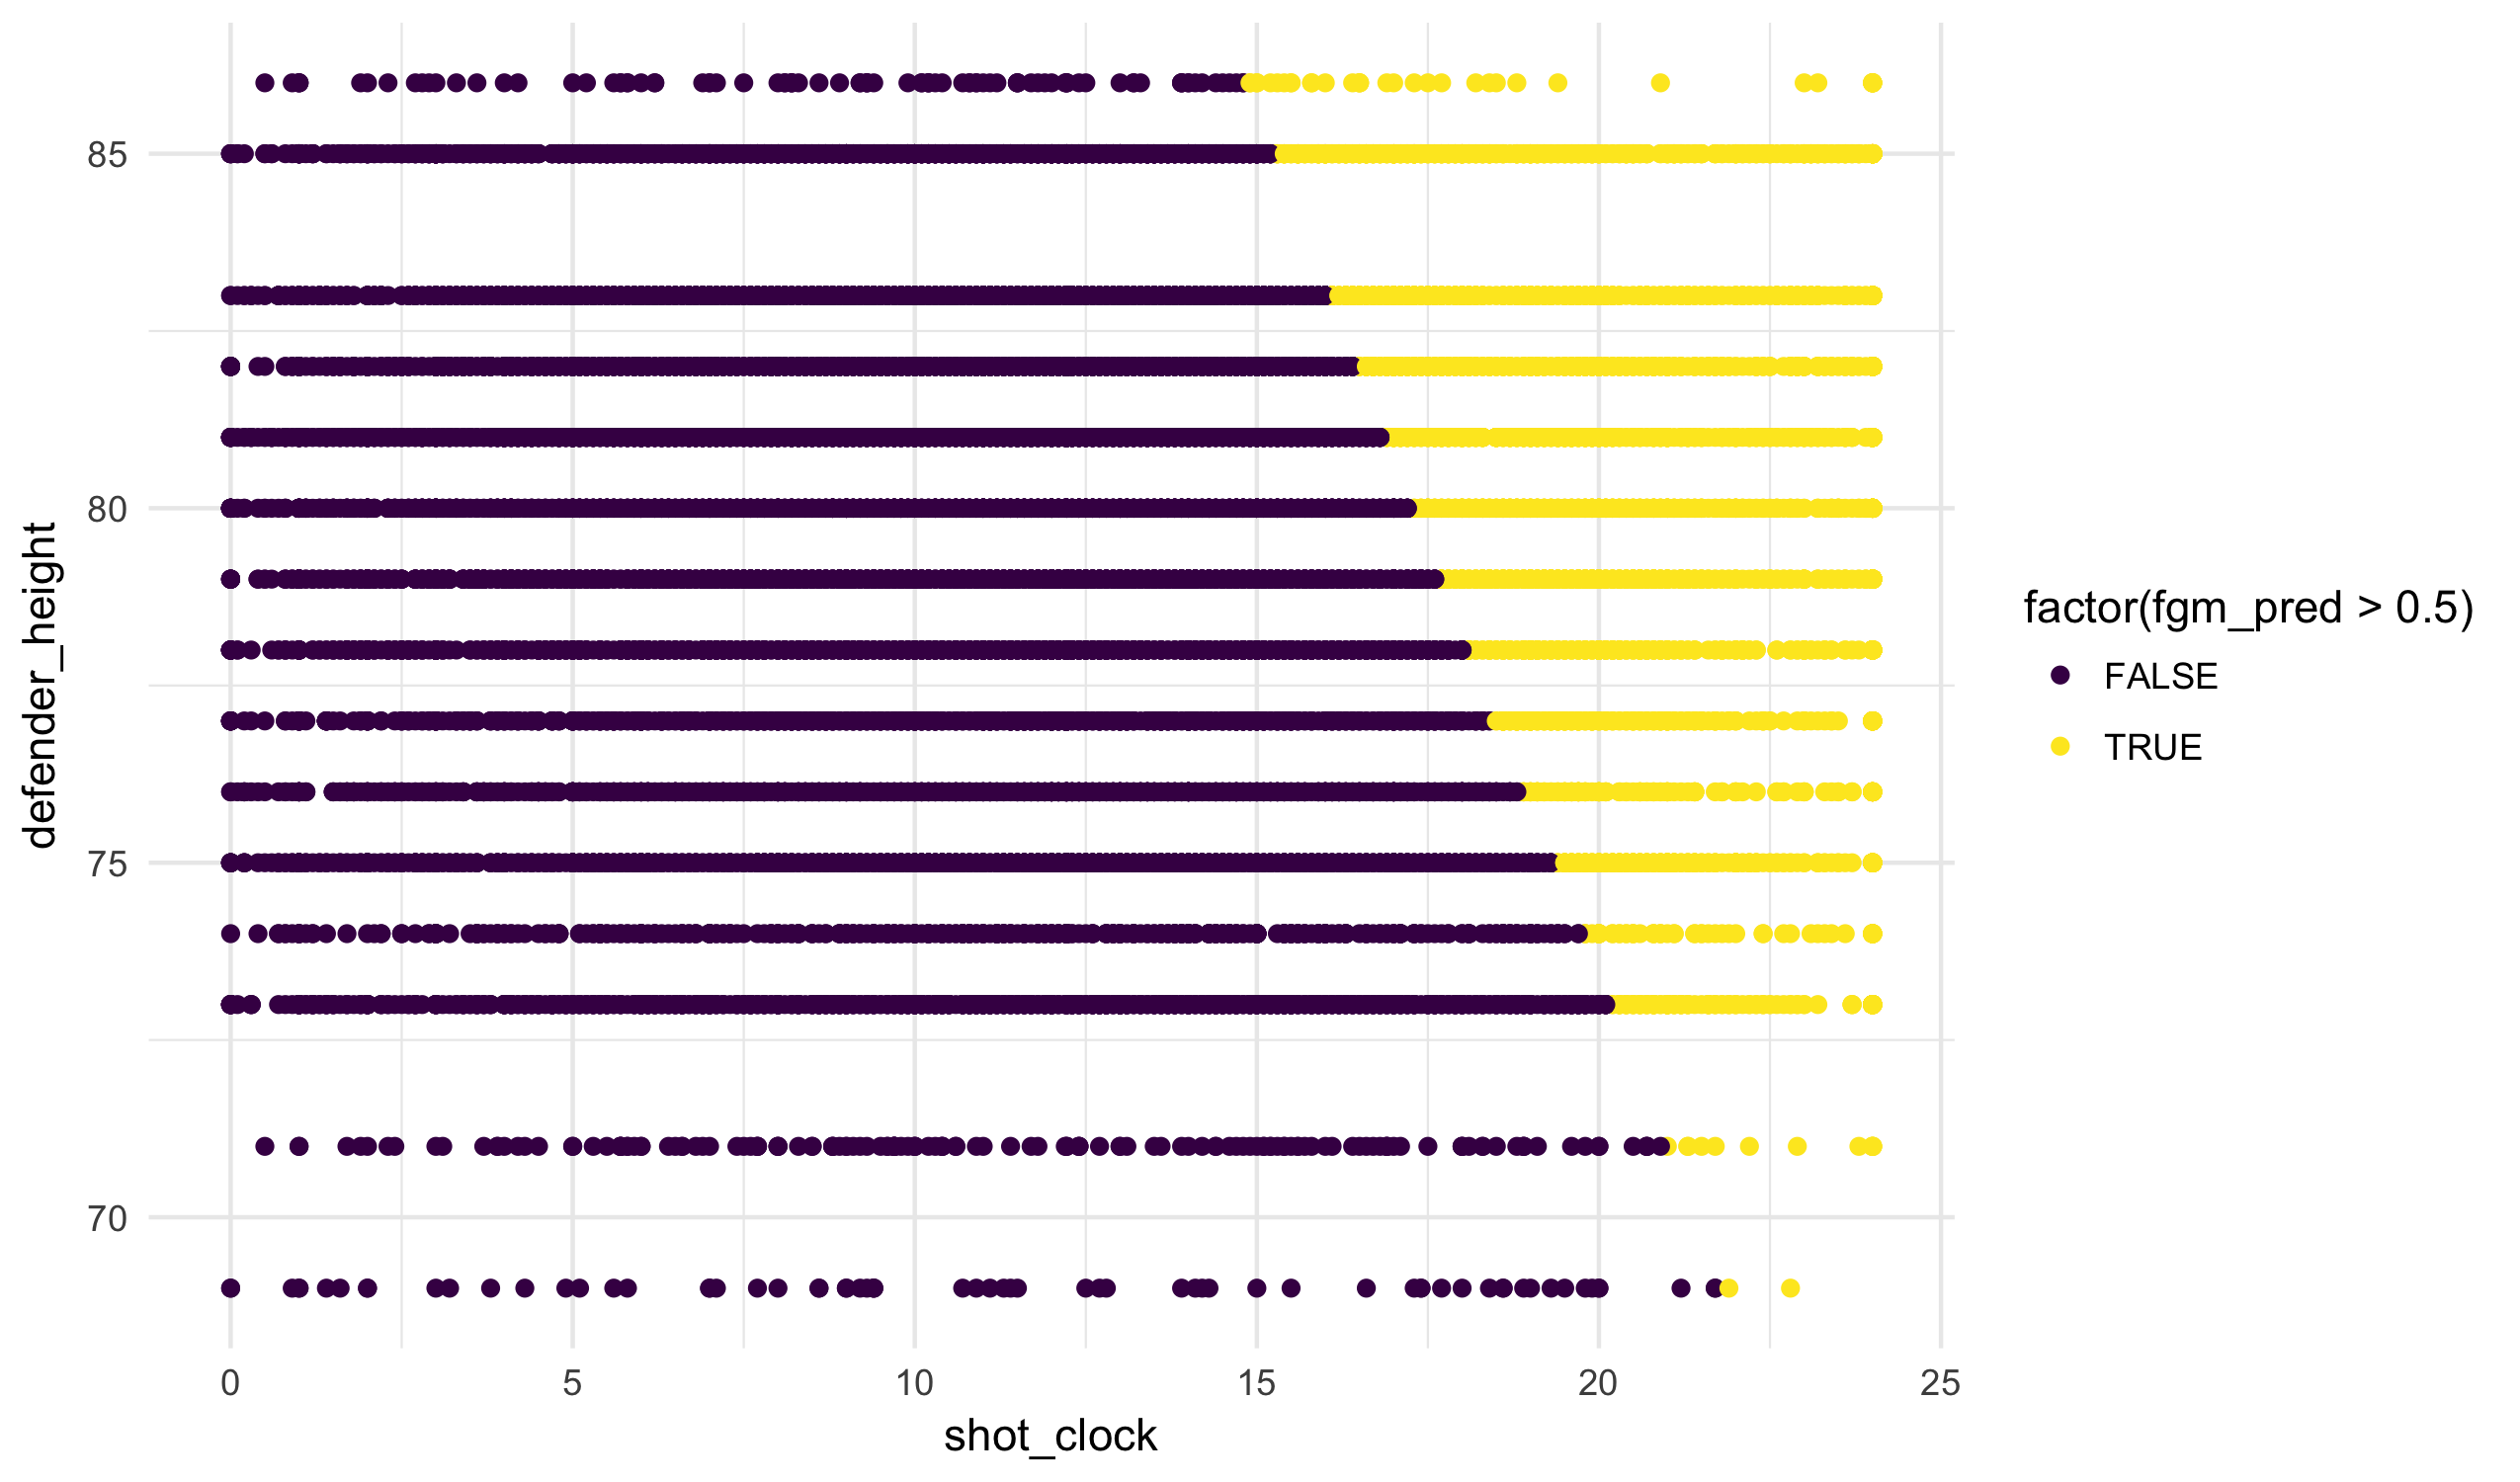 85
80
75
70
defender_height
0
5
10
15
20
25
shot_clock
factor(fgm_pred > 0.5)
FALSE
TRUE